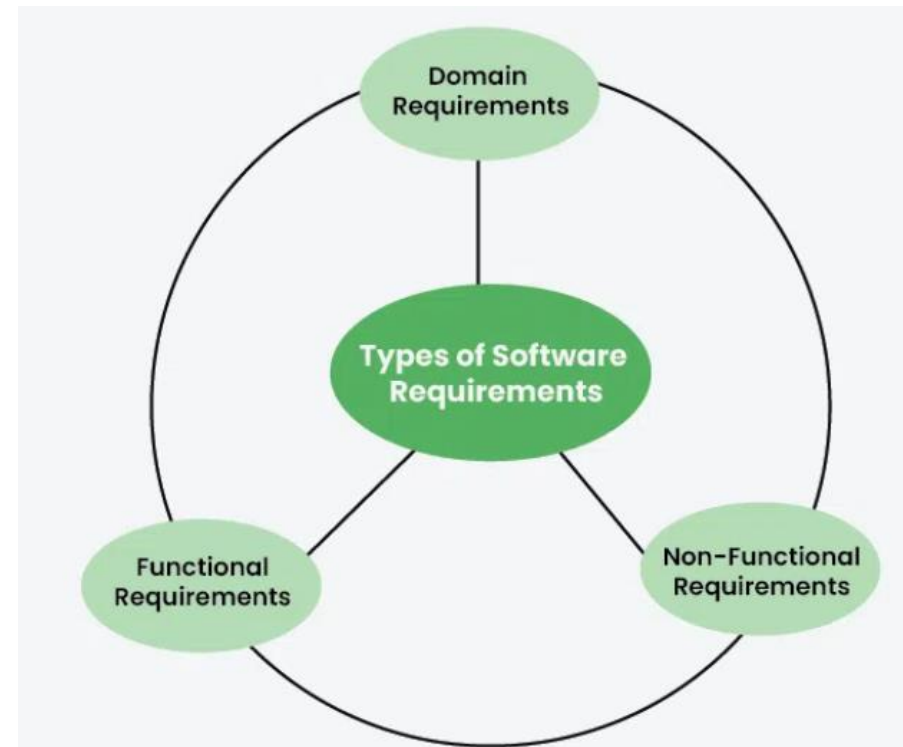 Domain
Requirements
Types of Software
Requirements
Functional
Requirements
Non-Functional
Requirements